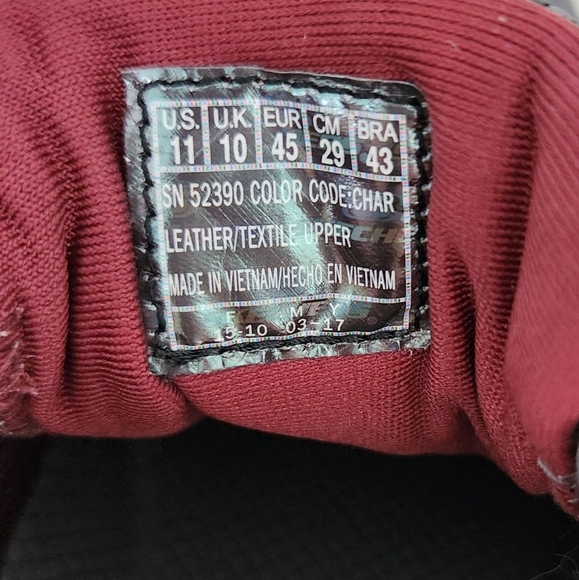 U.S. U.K. EUR CM BRA
11 10 45 29 43
SN 52390 COLOR CODE:CHAR
LEATHER/TEXTILE UPPER
MADE IN VIETNAM/HECHO EN VIETNAM
F M Y
15-10 03-17